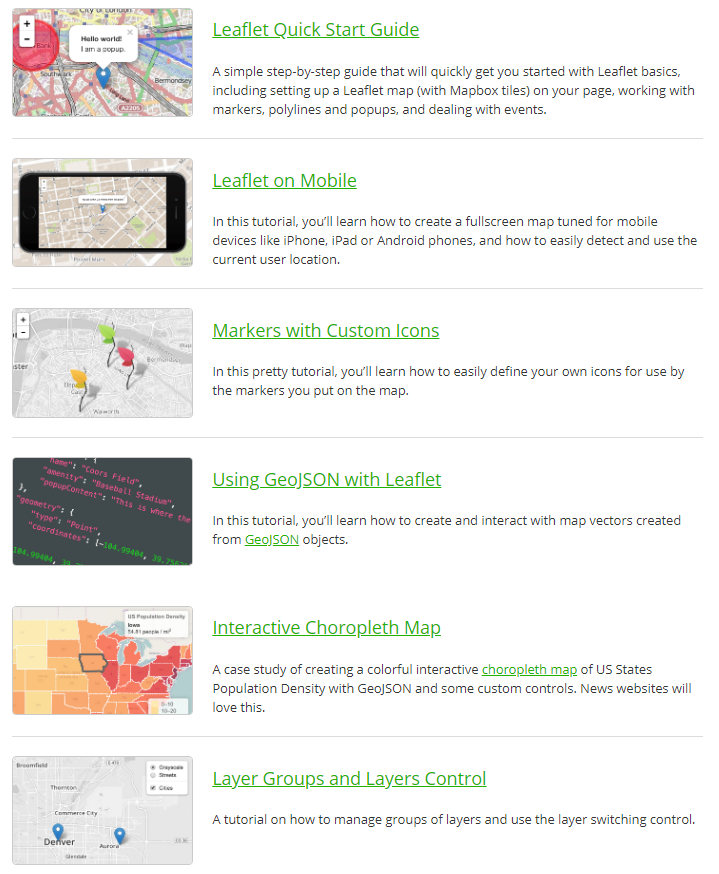 City of London
+
-
Hello world!
I am a popup.
Southwark
Bermondsey
A2205
Leaflet Quick Start Guide
A simple step-by-step guide that will quickly get you started with Leaflet basics,
including setting up a Leaflet map (with Mapbox tiles) on your page, working with
markers, polylines and popups, and dealing with events.
Leaflet on Mobile
In this tutorial, you’ll learn how to create a fullscreen map tuned for mobile
devices like iPhone, iPad or Android phones, and how to easily detect and use the
current user location.
+
-
Bermondsey
Walworth
Markers with Custom Icons
In this pretty tutorial, you’ll learn how to easily define your own icons for use by
the markers you put on the map.
name": "Coors Field",
"amenity": "Baseball Stadium",
"popupContent": "This is where the
},
"geometry": {
"type": "Point",
"coordinates": [-104.99404, 39.756
104.99404, 39.
Using GeoJSON with Leaflet
In this tutorial, you’ll learn how to create and interact with map vectors created
from GeoJSON objects.
US Population Density
Iowa
54.81 people / mi²
0–10
10–20
Interactive Choropleth Map
A case study of creating a colorful interactive choropleth map of US States
Population Density with GeoJSON and some custom controls. News websites will
love this.
Broomfield
Thornton
Commerce City
Denver
Aurora
Glendale
Grayscale
Streets
Cities
Layer Groups and Layers Control
A tutorial on how to manage groups of layers and use the layer switching control.